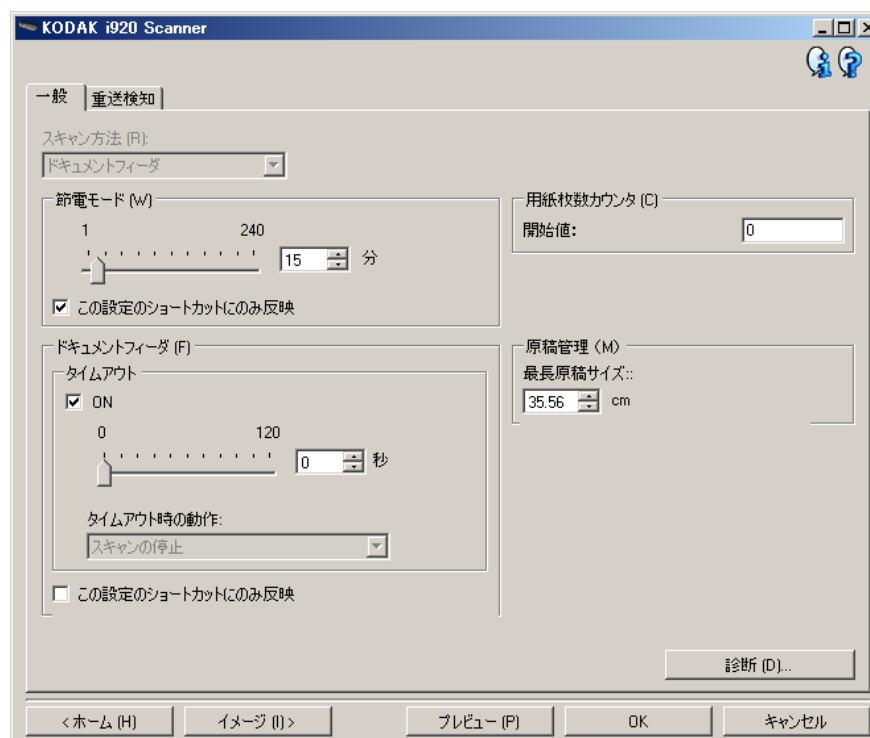 KODAK i920 Scanner
一般
重送検知
スキャン方法 (R):
ドキュメントフィーダ
節電モード (W)
1 240
15 分
この設定のショートカットにのみ反映
用紙枚数カウンタ (C)
開始値: 0
ドキュメントフィーダ (F)
タイムアウト
ON
0 120
0 秒
タイムアウト時の動作:
スキャンの停止
この設定のショートカットにのみ反映
原稿管理 (M)
最長原稿サイズ::
35.56 cm
診断 (D)...
< ホーム (H)
イメージ (I) >
プレビュー (P)
OK
キャンセル